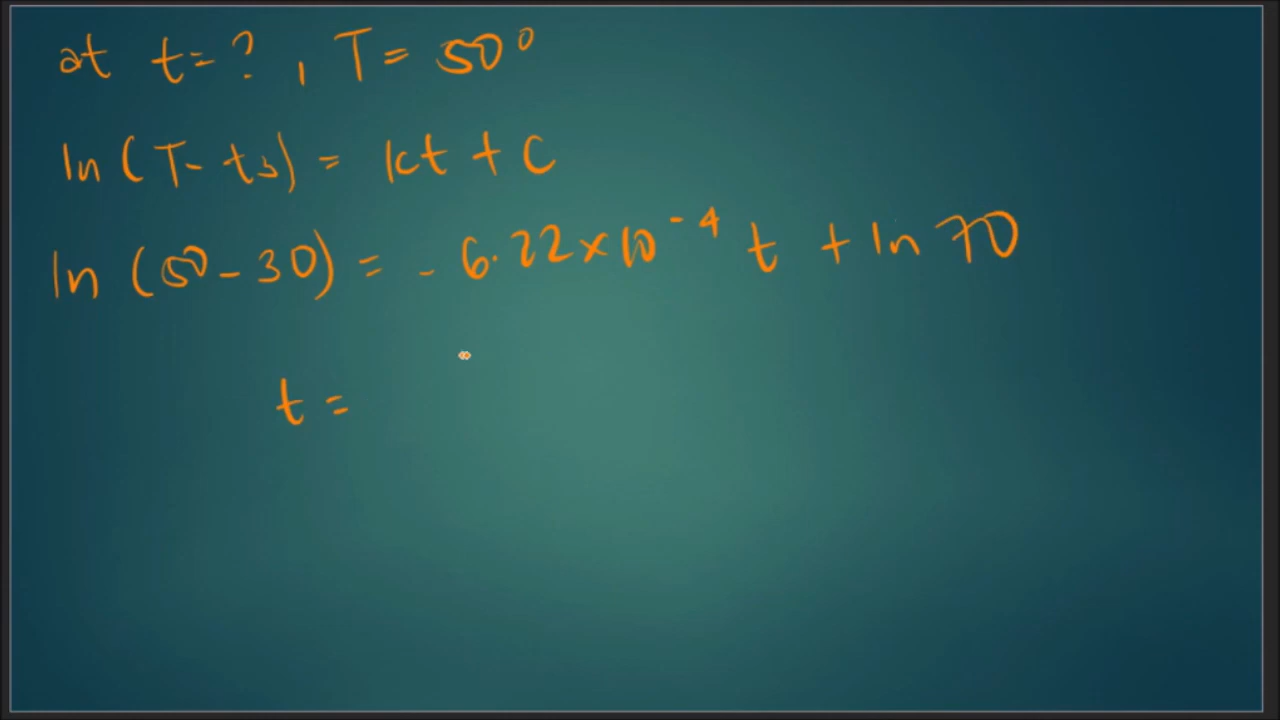 at t = ? , T = 50°
ln (T - ts) = kt + C
ln (50 - 30) = - 6.22 × 10⁻⁴ t + ln 70
t =